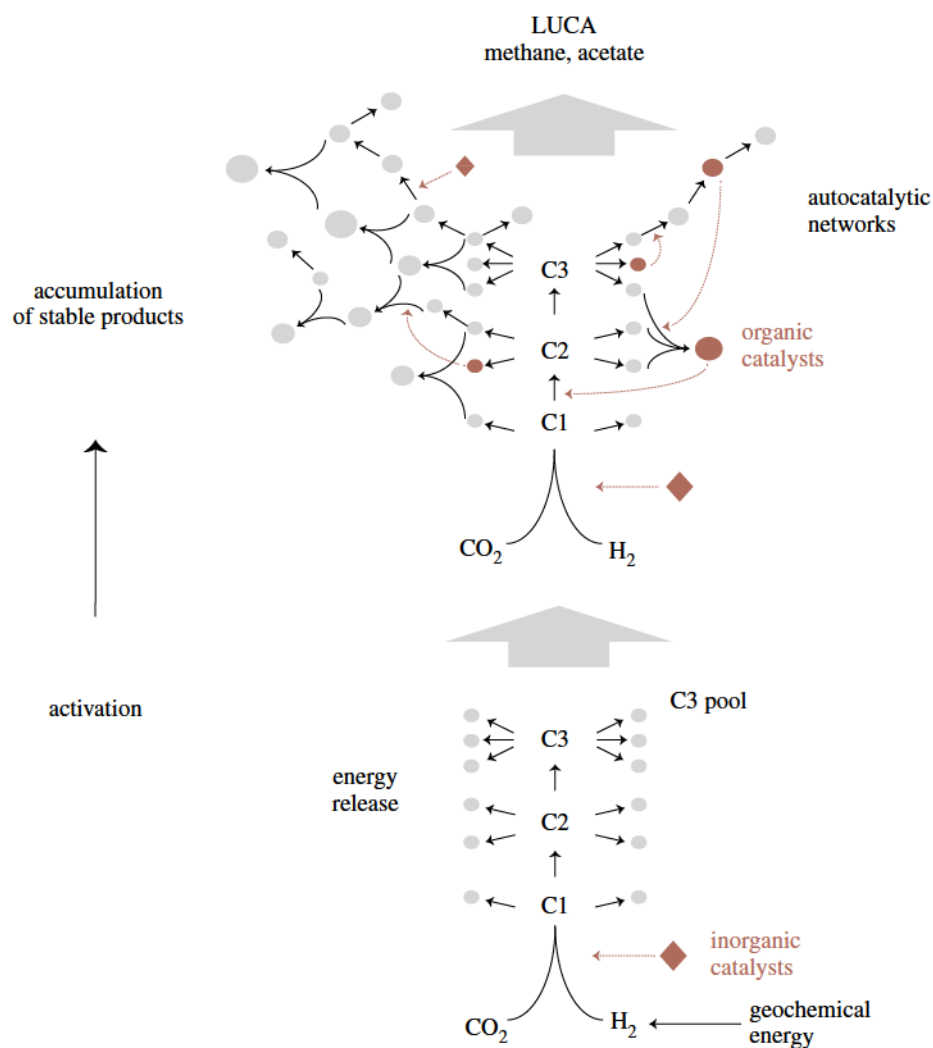 LUCA
methane, acetate
autocatalytic
networks
accumulation
of stable products
C3
organic
catalysts
C2
C1
CO2
H2
activation
C3 pool
C3
energy
release
C2
C1
inorganic
catalysts
CO2
H2
geochemical
energy